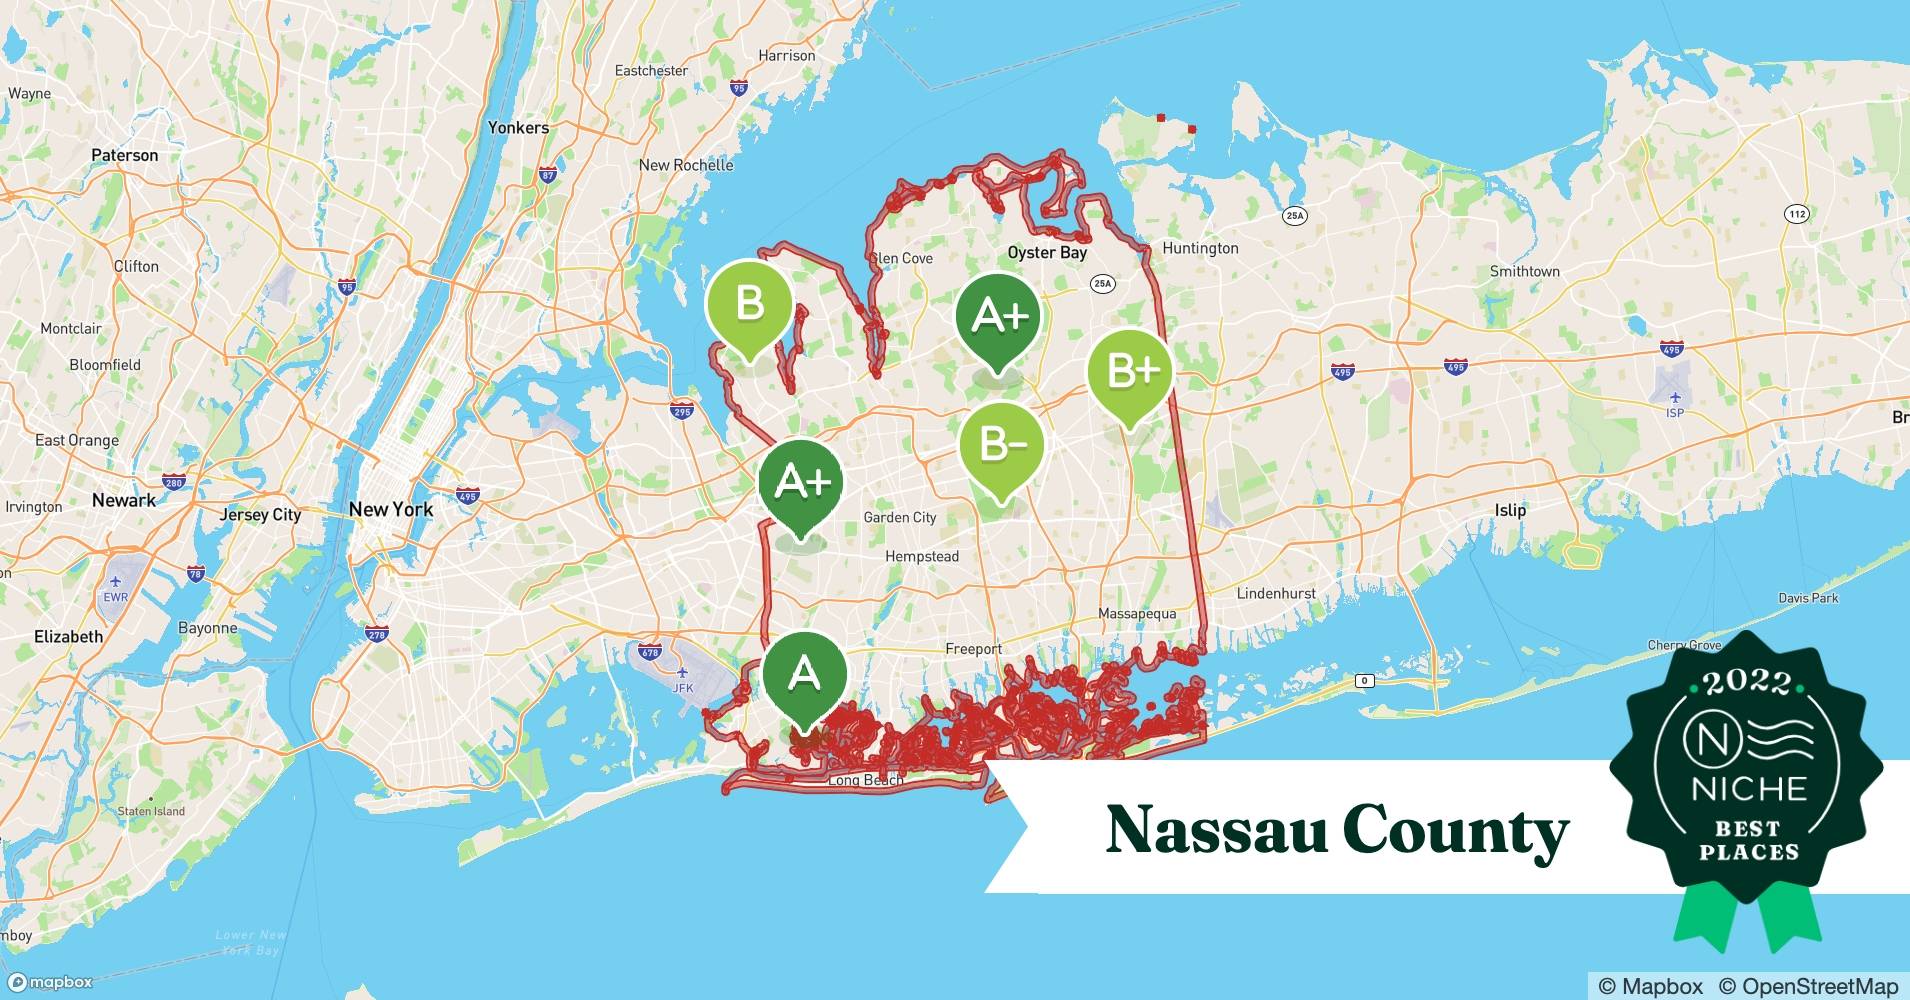 Harrison
Eastchester
95
Wayne
Yonkers
Paterson
New Rochelle
87
25A
112
Huntington
Oyster Bay
Glen Cove
Clifton
Smithtown
95
25A
B
A+
Montclair
495
Bloomfield
B+
495
495
295
ISP
East Orange
B-
280
A+
495
Newark
Irvington
New York
Jersey City
Garden City
Islip
Hempstead
78
EWR
Lindenhurst
Davis Park
Massapequa
Bayonne
278
Elizabeth
Freeport
Cherry Grove
678
A
0
JFK
2022
N
NICHE
BEST
PLACES
Long Beach
Staten Island
Nassau County
Lower New
York Bay
mapbox
© Mapbox © OpenStreetMap